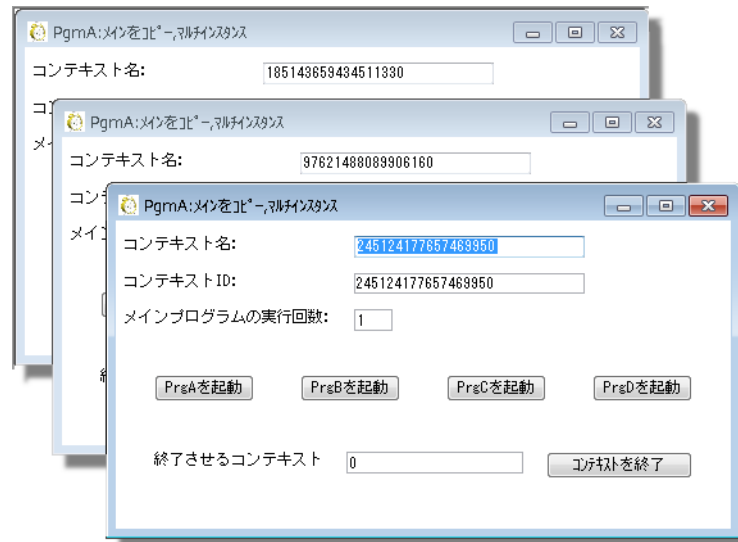 PgmA:ﾒｲﾝをｺﾋﾟｰ,ﾏﾙﾁｲﾝｽﾀﾝｽ
コンテキスト名:
185143659434511330
コ
メ
PgmA:ﾒｲﾝをｺﾋﾟｰ,ﾏﾙﾁｲﾝｽﾀﾝｽ
コンテキスト名:
97621488089906160
コン
メイ
PgmA:ﾒｲﾝをｺﾋﾟｰ,ﾏﾙﾁｲﾝｽﾀﾝｽ
コンテキスト名:
245124177657469950
コンテキストID:
245124177657469950
メインプログラムの実行回数:
1
PrgAを起動
PrgBを起動
PrgCを起動
PrgDを起動
終了させるコンテキスト
0
ｺﾝﾃｷｽﾄを終了